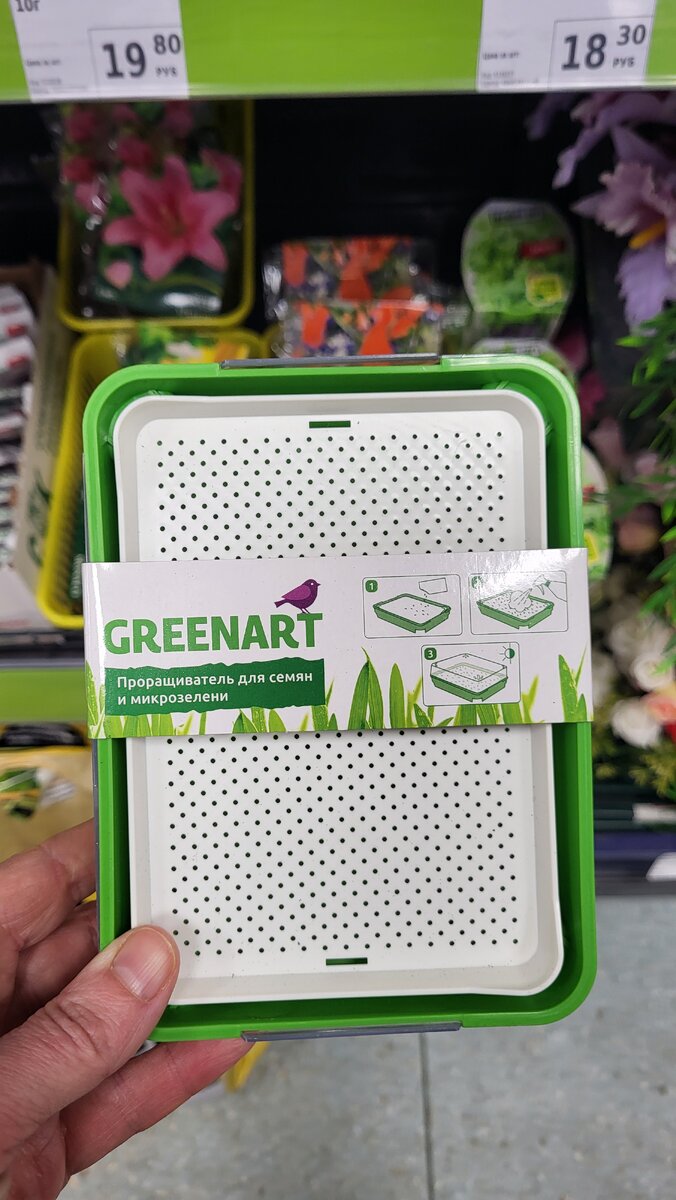 10г
19 80
РУБ
18 30
РУБ
GREENART
Проращиватель для семян
и микрозелени
1
3